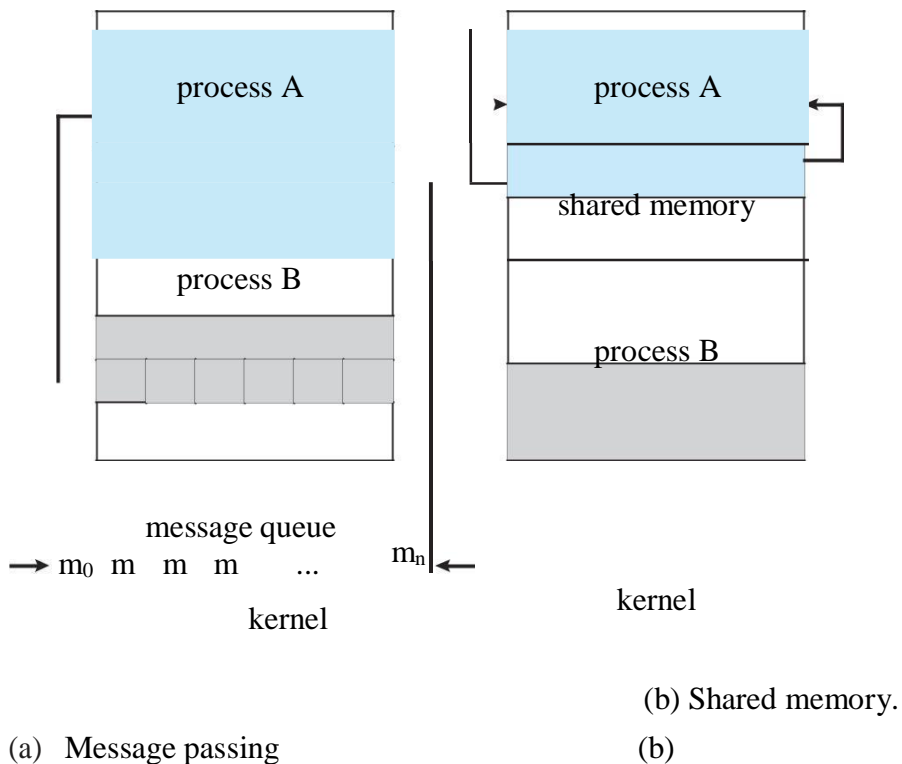 process A
process B
message queue
m₀ m m m ... mₙ
kernel
process A
shared memory
process B
kernel
(b) Shared memory.
(a) Message passing (b)